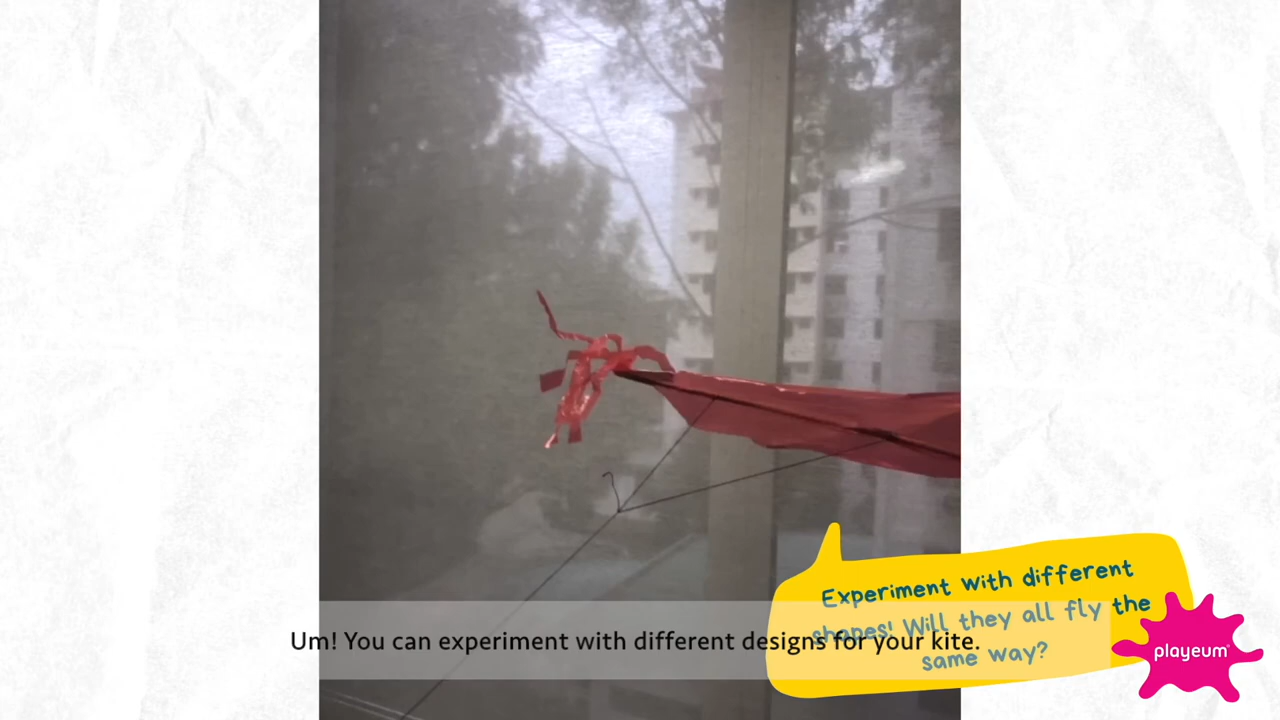 Experiment with different
shapes! Will they all fly the
same way?
Um! You can experiment with different designs for your kite.
playeum